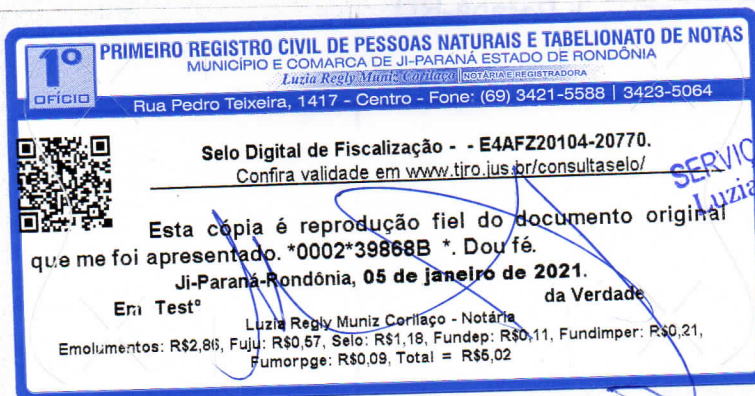 1º
OFÍCIO
PRIMEIRO REGISTRO CIVIL DE PESSOAS NATURAIS E TABELIONATO DE NOTAS
MUNICÍPIO E COMARCA DE JI-PARANÁ ESTADO DE RONDÔNIA
Luzia Regly Muniz Corilaço NOTÁRIA E REGISTRADORA
Rua Pedro Teixeira, 1417 - Centro - Fone: (69) 3421-5588 | 3423-5064
Selo Digital de Fiscalização - - E4AFZ20104-20770.
Confira validade em www.tjro.jus.br/consultaselo/
SERVIÇ
Luzia
Esta cópia é reprodução fiel do documento original
que me foi apresentado. *0002*39868B *. Dou fé.
Ji-Paraná-Rondônia, 05 de janeiro de 2021.
Em Testº da Verdade
Luzia Regly Muniz Corilaço - Notária
Emolumentos: R$2,86, Fuju: R$0,57, Selo: R$1,18, Fundep: R$0,11, Fundimper: R$0,21,
Fumorpge: R$0,09, Total = R$5,02